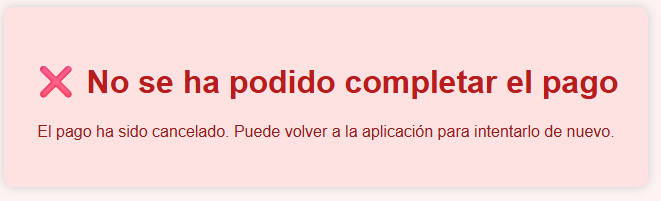 ❌ No se ha podido completar el pago
El pago ha sido cancelado. Puede volver a la aplicación para intentarlo de nuevo.